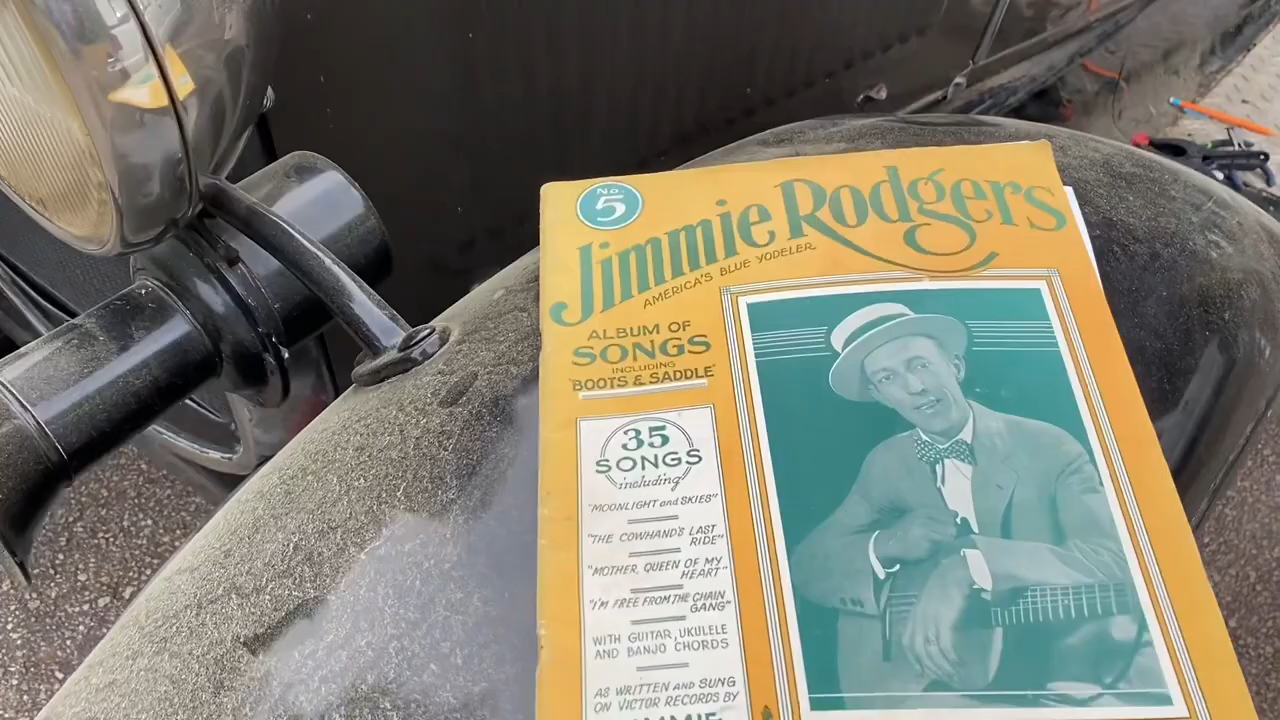 No.
5
Jimmie Rodgers
AMERICA'S BLUE YODELER
ALBUM OF
SONGS
INCLUDING
"BOOTS & SADDLE"
35
SONGS
including
"MOONLIGHT and SKIES"
"THE COWHAND'S LAST
RIDE"
"MOTHER, QUEEN OF MY
HEART"
"I'M FREE FROM THE CHAIN
GANG"
WITH GUITAR, UKULELE
AND BANJO CHORDS
AS WRITTEN AND SUNG
ON VICTOR RECORDS BY